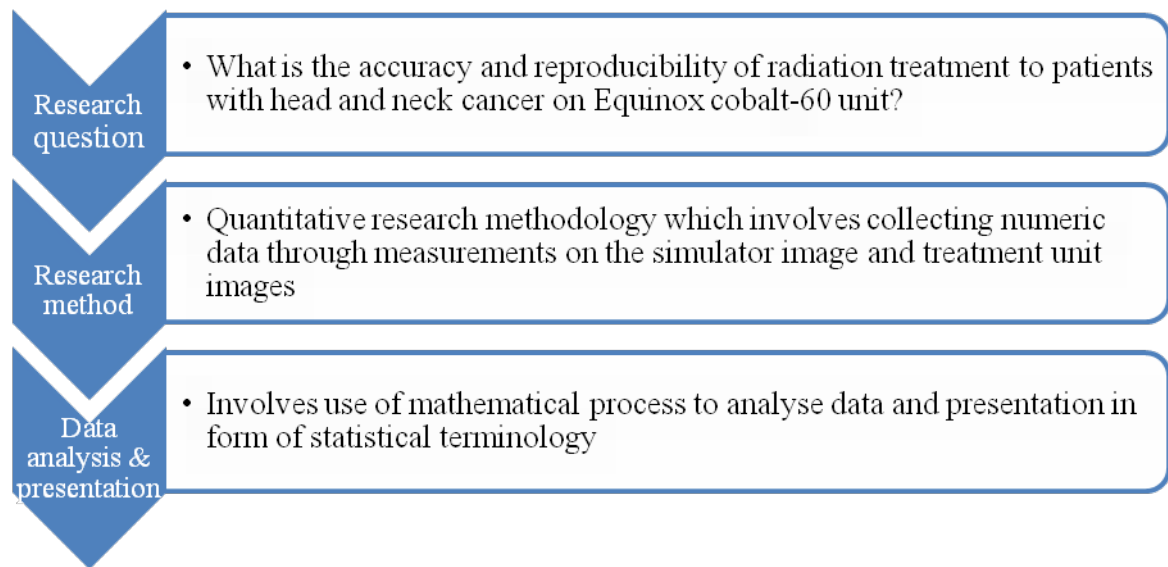 Research
question
• What is the accuracy and reproducibility of radiation treatment to patients
with head and neck cancer on Equinox cobalt-60 unit?
Research
method
• Quantitative research methodology which involves collecting numeric
data through measurements on the simulator image and treatment unit
images
Data
analysis &
presentation
• Involves use of mathematical process to analyse data and presentation in
form of statistical terminology